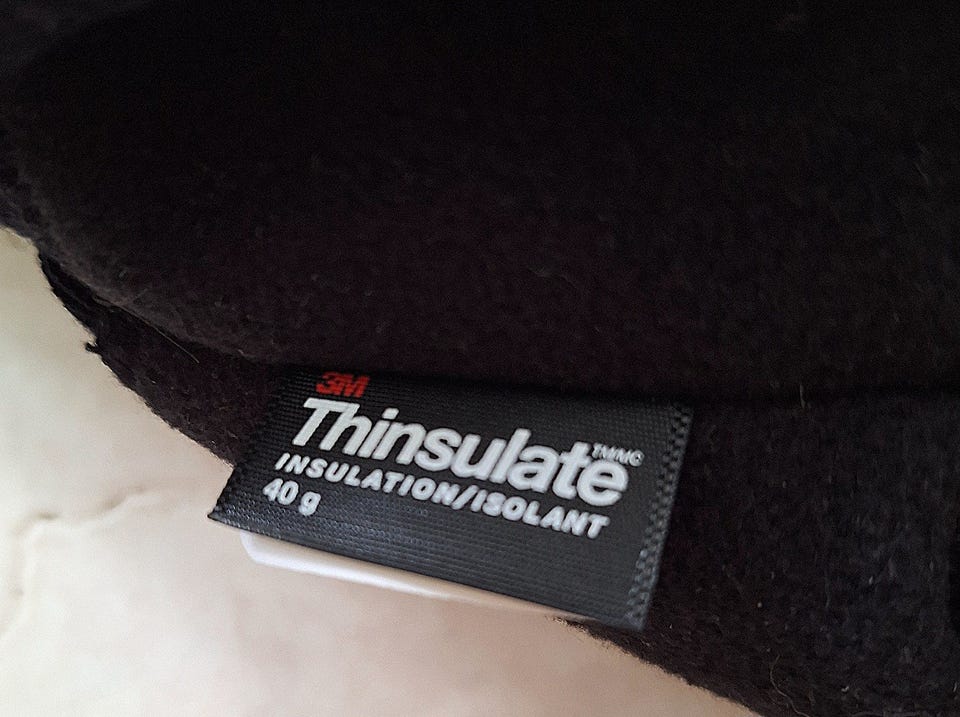 3M
Thinsulate™/MC
INSULATION/ISOLANT
40 g